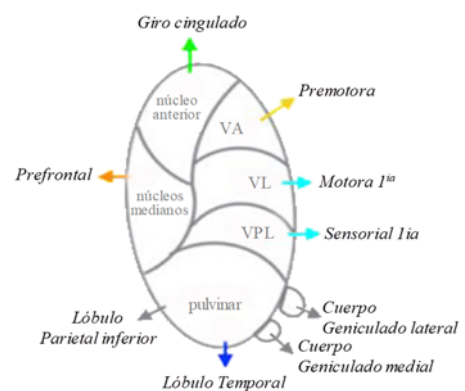 Giro cingulado
núcleo
anterior
Premotora
VA
Prefrontal
núcleos
medianos
VL
Motora 1ia
VPL
Sensorial 1ia
pulvinar
Lóbulo
Parietal inferior
Cuerpo
Geniculado lateral
Cuerpo
Geniculado medial
Lóbulo Temporal